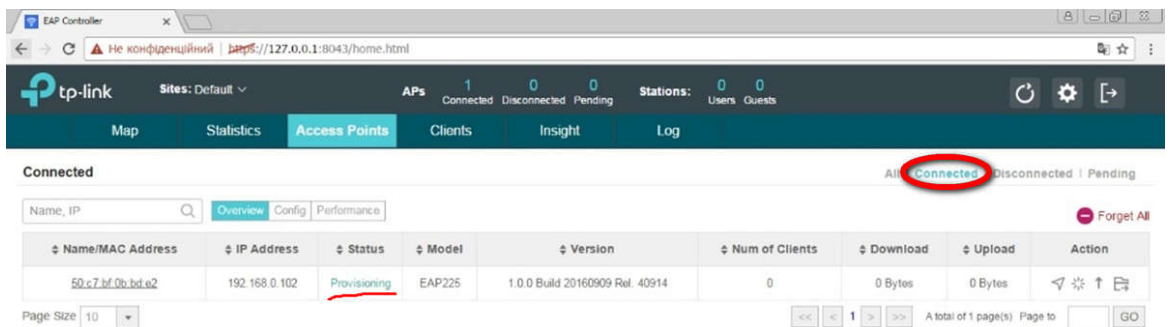 EAP Controller
Не конфіденційний https://127.0.0.1:8043/home.html
tp-link Sites: Default APs 1 Connected 0 Disconnected 0 Pending Stations: 0 Users 0 Guests
Map Statistics Access Points Clients Insight Log
Connected All Connected Disconnected Pending
Name, IP Overview Config Performance Forget All
Name/MAC Address IP Address Status Model Version Num of Clients Download Upload Action
50:c7:bf:0b:bd:e2 192.168.0.102 Provisioning EAP225 1.0.0 Build 20160909 Rel. 40914 0 0 Bytes 0 Bytes
Page Size 10 << < 1 > >> A total of 1 page(s) Page to GO